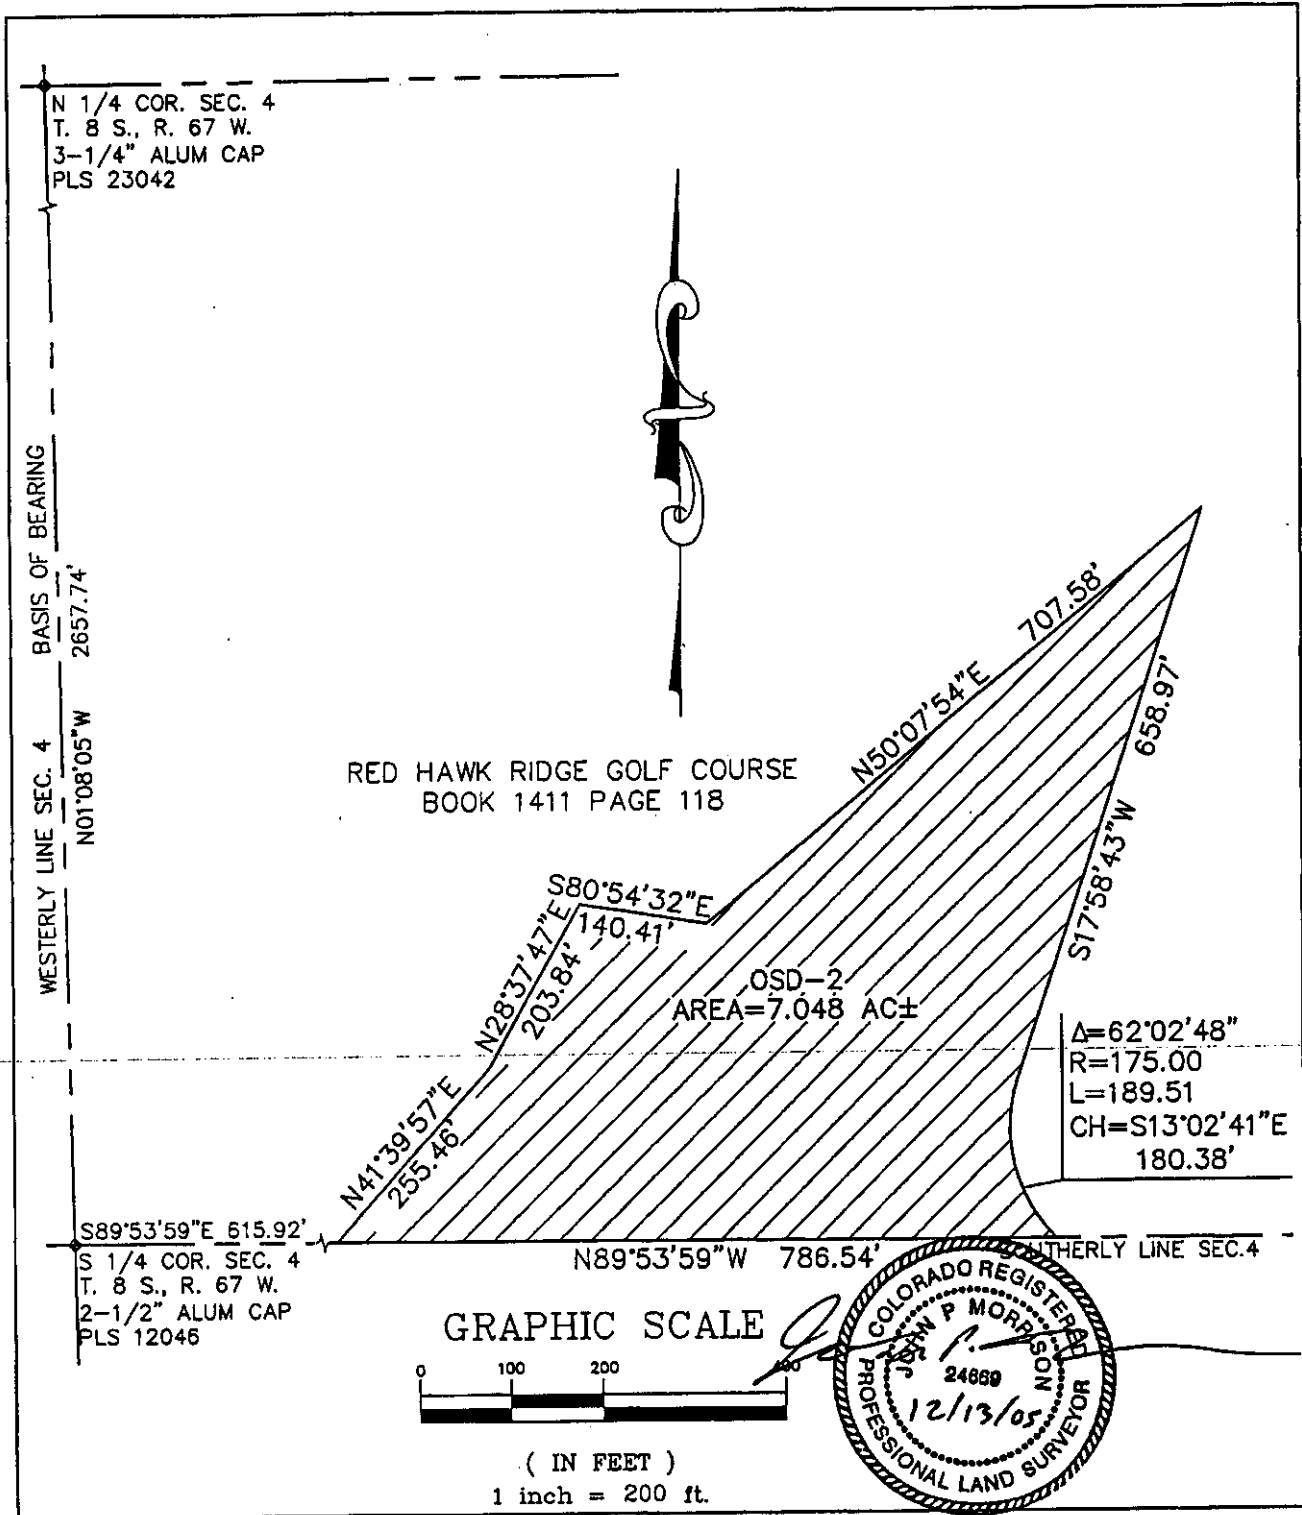 N 1/4 COR. SEC. 4
T. 8 S., R. 67 W.
3-1/4" ALUM CAP
PLS 23042
WESTERLY LINE SEC. 4 BASIS OF BEARING
N01°08'05"W 2657.74'
RED HAWK RIDGE GOLF COURSE
BOOK 1411 PAGE 118
N50°07'54"E 707.58'
S17°58'43"W 658.97'
S80°54'32"E
140.41'
N28°37'47"E
203.84'
OSD-2
AREA=7.048 AC±
N41°39'57"E
255.46'
Δ=62°02'48"
R=175.00
L=189.51
CH=S13°02'41"E
180.38'
S89°53'59"E 615.92'
S 1/4 COR. SEC. 4
T. 8 S., R. 67 W.
2-1/2" ALUM CAP
PLS 12046
N89°53'59"W 786.54'
THERLY LINE SEC.4
GRAPHIC SCALE
0 100 200 400
( IN FEET )
1 inch = 200 ft.
COLORADO REGISTERED
JOHN P MORRISON
24669
12/13/05
PROFESSIONAL LAND SURVEYOR